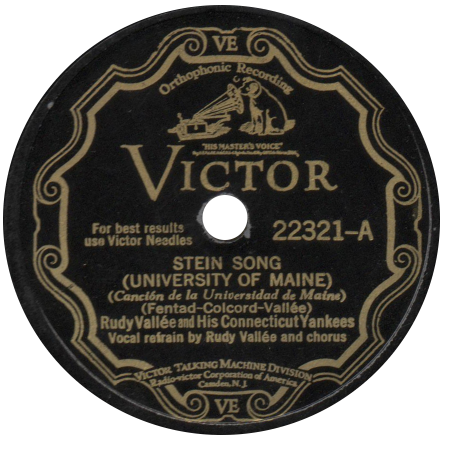 VE
Orthophonic Recording
"HIS MASTER'S VOICE"
VICTOR
For best results
use Victor Needles
22321-A
STEIN SONG
(UNIVERSITY OF MAINE)
(Canción de la Universidad de Maine)
(Fentad-Colcord-Vallée)
Rudy Vallée and His Connecticut Yankees
Vocal refrain by Rudy Vallée and chorus
VICTOR TALKING MACHINE DIVISION
Radio-victor Corporation of America
Camden, N.J.
VE